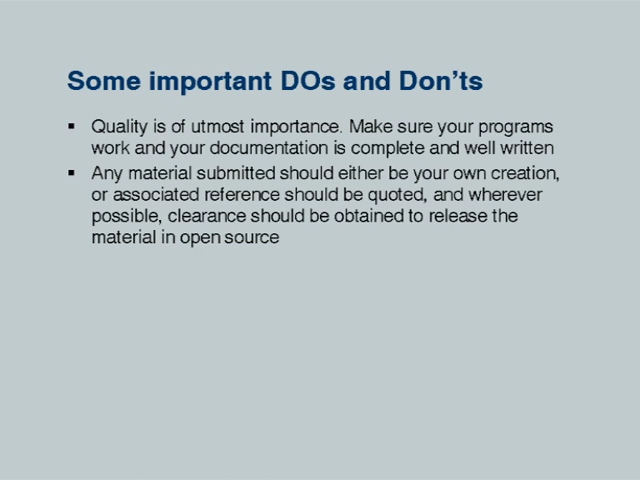 Some important DOs and Don'ts
▪ Quality is of utmost importance. Make sure your programs
work and your documentation is complete and well written
▪ Any material submitted should either be your own creation,
or associated reference should be quoted, and wherever
possible, clearance should be obtained to release the
material in open source